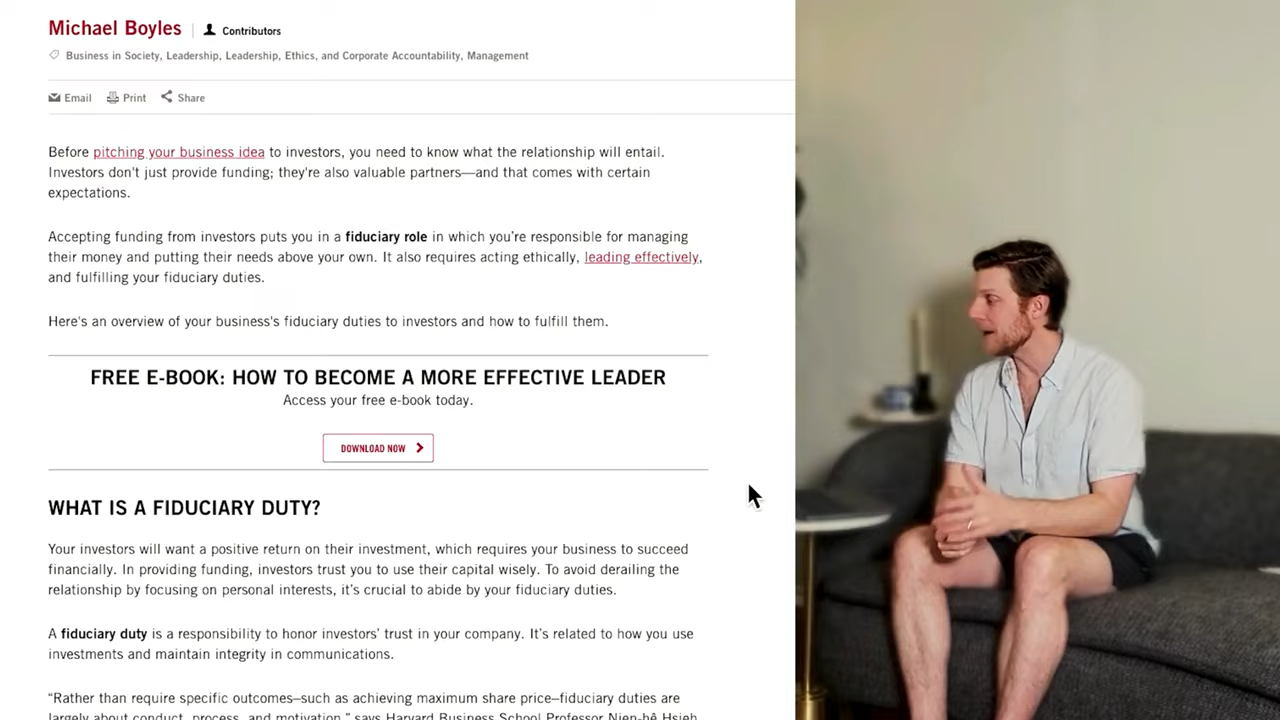 Michael Boyles Contributors
Business in Society, Leadership, Leadership, Ethics, and Corporate Accountability, Management
Email Print Share
Before pitching your business idea to investors, you need to know what the relationship will entail.
Investors don't just provide funding; they're also valuable partners—and that comes with certain
expectations.
Accepting funding from investors puts you in a fiduciary role in which you're responsible for managing
their money and putting their needs above your own. It also requires acting ethically, leading effectively,
and fulfilling your fiduciary duties.
Here's an overview of your business's fiduciary duties to investors and how to fulfill them.
FREE E-BOOK: HOW TO BECOME A MORE EFFECTIVE LEADER
Access your free e-book today.
DOWNLOAD NOW
WHAT IS A FIDUCIARY DUTY?
Your investors will want a positive return on their investment, which requires your business to succeed
financially. In providing funding, investors trust you to use their capital wisely. To avoid derailing the
relationship by focusing on personal interests, it's crucial to abide by your fiduciary duties.
A fiduciary duty is a responsibility to honor investors' trust in your company. It's related to how you use
investments and maintain integrity in communications.
“Rather than require specific outcomes–such as achieving maximum share price–fiduciary duties are
largely about conduct, process, and motivation,” says Harvard Business School Professor Nien-hê Hsieh